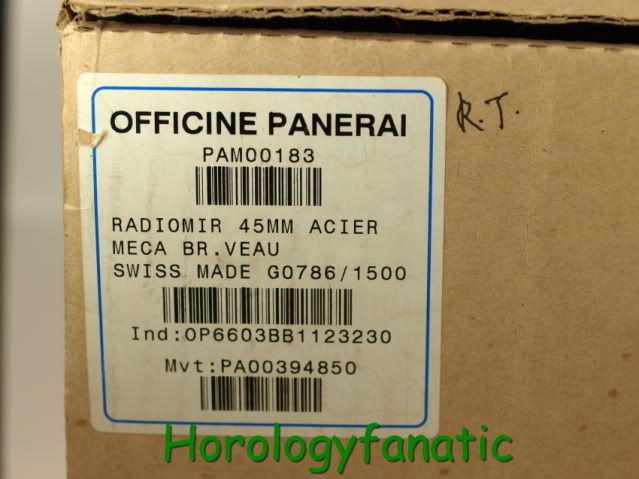 OFFICINE PANERAI
R.T.
PAM00183
RADIOMIR 45MM ACIER
MECA BR.VEAU
SWISS MADE G0786/1500
Ind:OP6603BB1123230
Mvt:PA00394850
Horologyfanatic